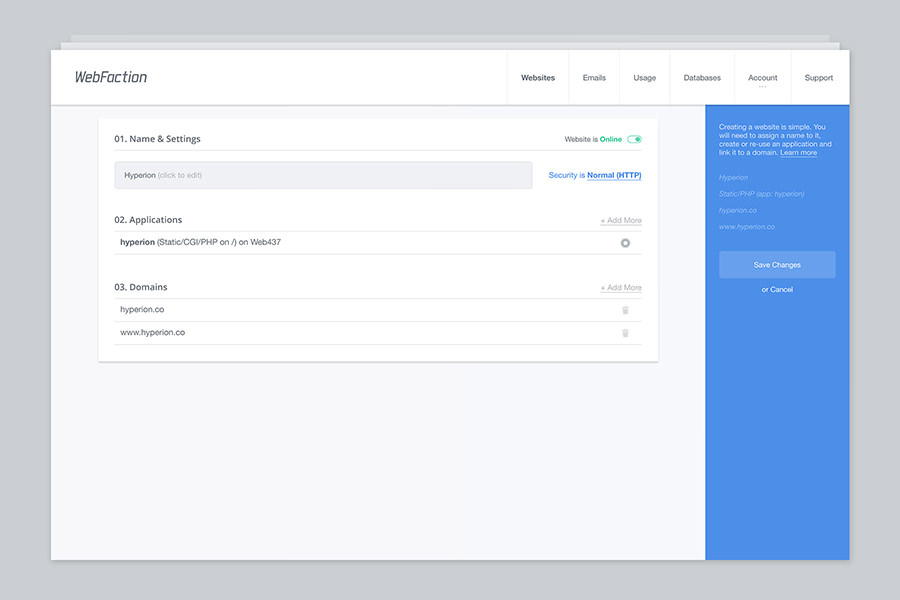 WebFaction
Websites
Emails
Usage
Databases
Account
...
Support
01. Name & Settings
Website is Online
Hyperion (click to edit)
Security is Normal (HTTP)
02. Applications
+ Add More
hyperion (Static/CGI/PHP on /) on Web437
03. Domains
+ Add More
hyperion.co
www.hyperion.co
Creating a website is simple. You
will need to assign a name to it,
create or re-use an application and
link it to a domain. Learn more
Hyperion
Static/PHP (app: hyperion)
hyperion.co
www.hyperion.co
Save Changes
or Cancel